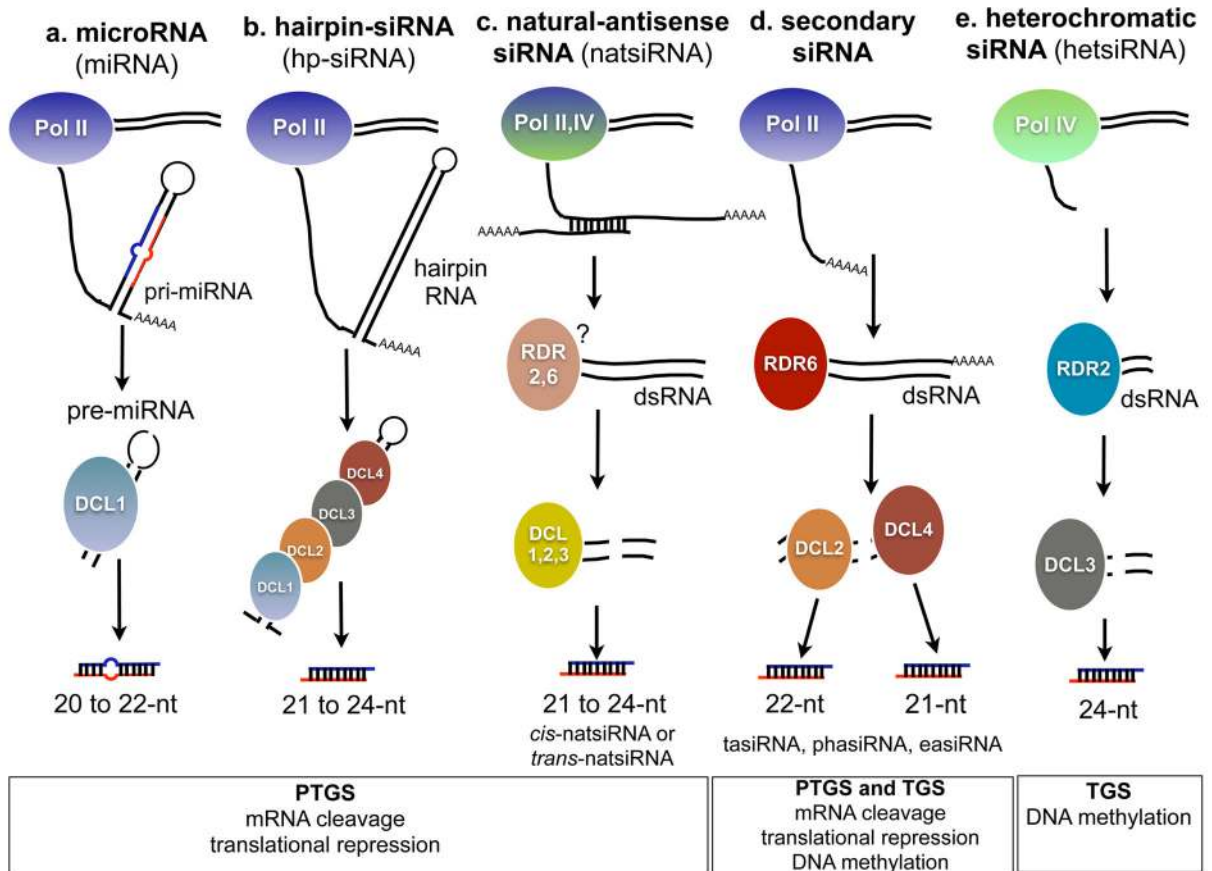 a. microRNA
(miRNA)
Pol II
pri-miRNA
AAAAA
pre-miRNA
DCL1
20 to 22-nt
b. hairpin-siRNA
(hp-siRNA)
Pol II
hairpin
RNA
AAAAA
DCL4
DCL3
DCL2
DCL1
21 to 24-nt
c. natural-antisense
siRNA (natsiRNA)
Pol II,IV
AAAAA
AAAAA
?
RDR
2,6
dsRNA
DCL
1,2,3
21 to 24-nt
cis-natsiRNA or
trans-natsiRNA
d. secondary
siRNA
Pol II
AAAAA
RDR6
AAAAA
dsRNA
DCL2
DCL4
22-nt
21-nt
tasiRNA, phasiRNA, easiRNA
e. heterochromatic
siRNA (hetsiRNA)
Pol IV
RDR2
dsRNA
DCL3
24-nt
PTGS
mRNA cleavage
translational repression
PTGS and TGS
mRNA cleavage
translational repression
DNA methylation
TGS
DNA methylation